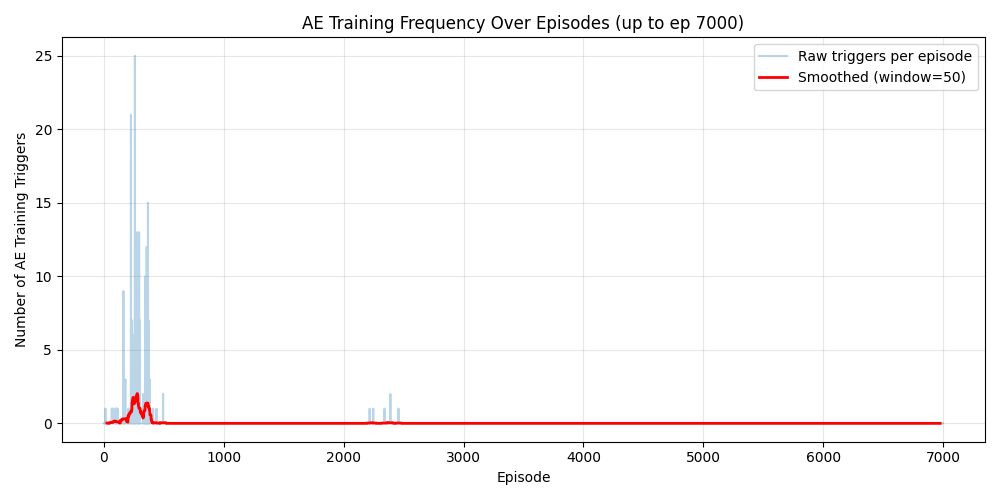 AE Training Frequency Over Episodes (up to ep 7000)
Raw triggers per episode
Smoothed (window=50)
Number of AE Training Triggers
25
20
15
10
5
0
0 1000 2000 3000 4000 5000 6000 7000
Episode